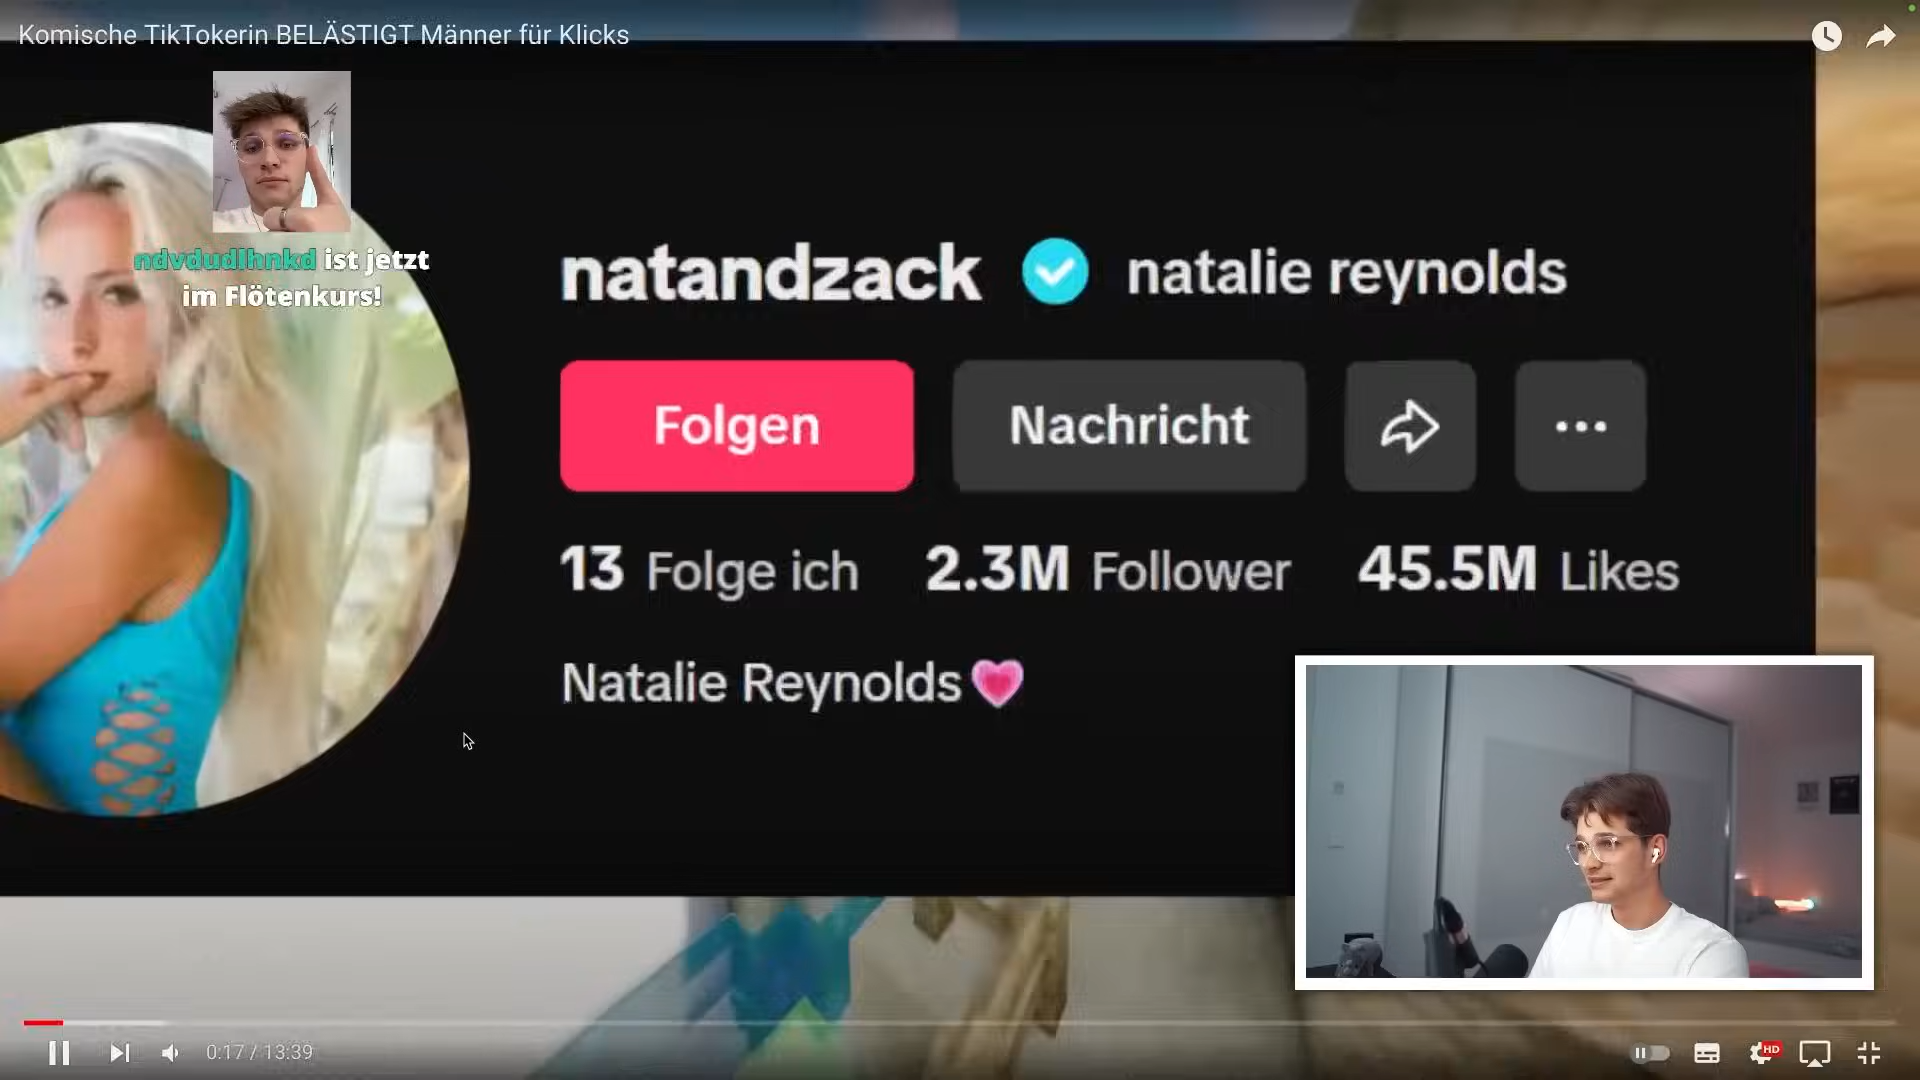 Komische TikTokerin BELÄSTIGT Männer für Klicks
ndvdudlhnkd ist jetzt
im Flötenkurs!
natandzack natalie reynolds
Folgen Nachricht
13 Folge ich 2.3M Follower 45.5M Likes
Natalie Reynolds
0:17 / 13:39
HD